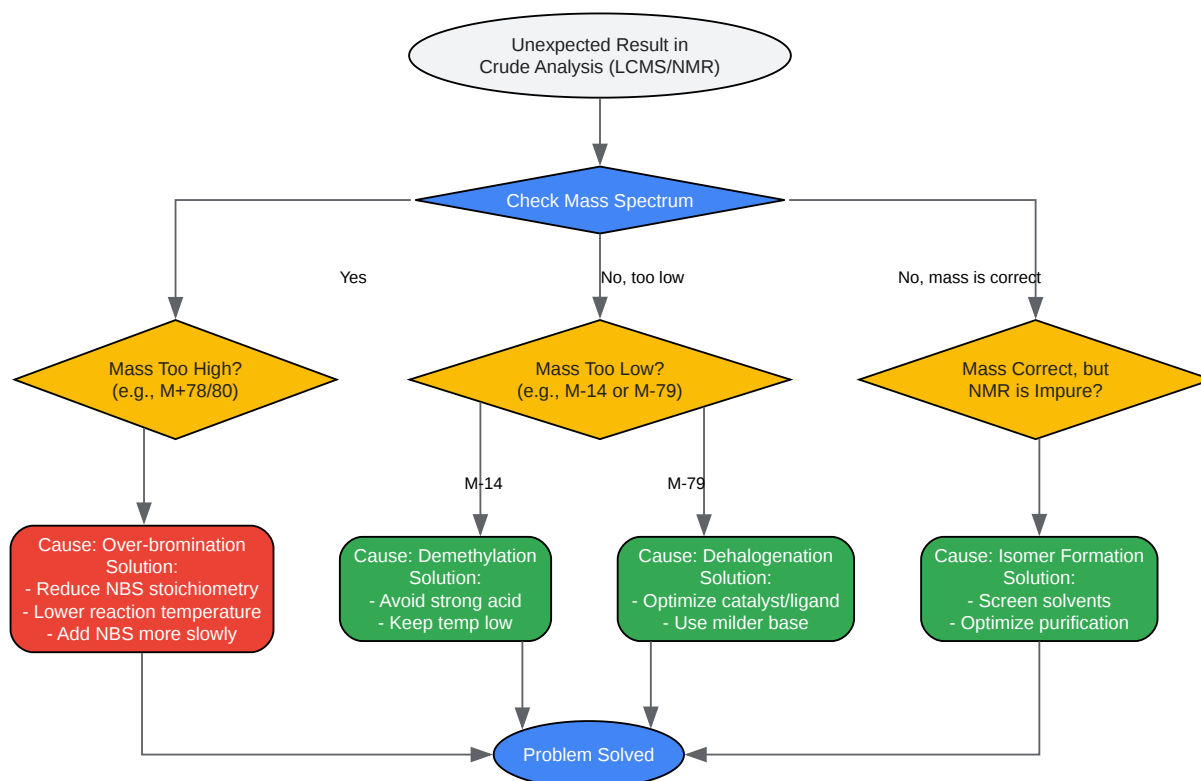 Unexpected Result in
Crude Analysis (LCMS/NMR)
Check Mass Spectrum
Yes
No, too low
No, mass is correct
Mass Too High?
(e.g., M+78/80)
Mass Too Low?
(e.g., M-14 or M-79)
Mass Correct, but
NMR is Impure?
M-14
M-79
Cause: Over-bromination
Solution:
- Reduce NBS stoichiometry
- Lower reaction temperature
- Add NBS more slowly
Cause: Demethylation
Solution:
- Avoid strong acid
- Keep temp low
Cause: Dehalogenation
Solution:
- Optimize catalyst/ligand
- Use milder base
Cause: Isomer Formation
Solution:
- Screen solvents
- Optimize purification
Problem Solved